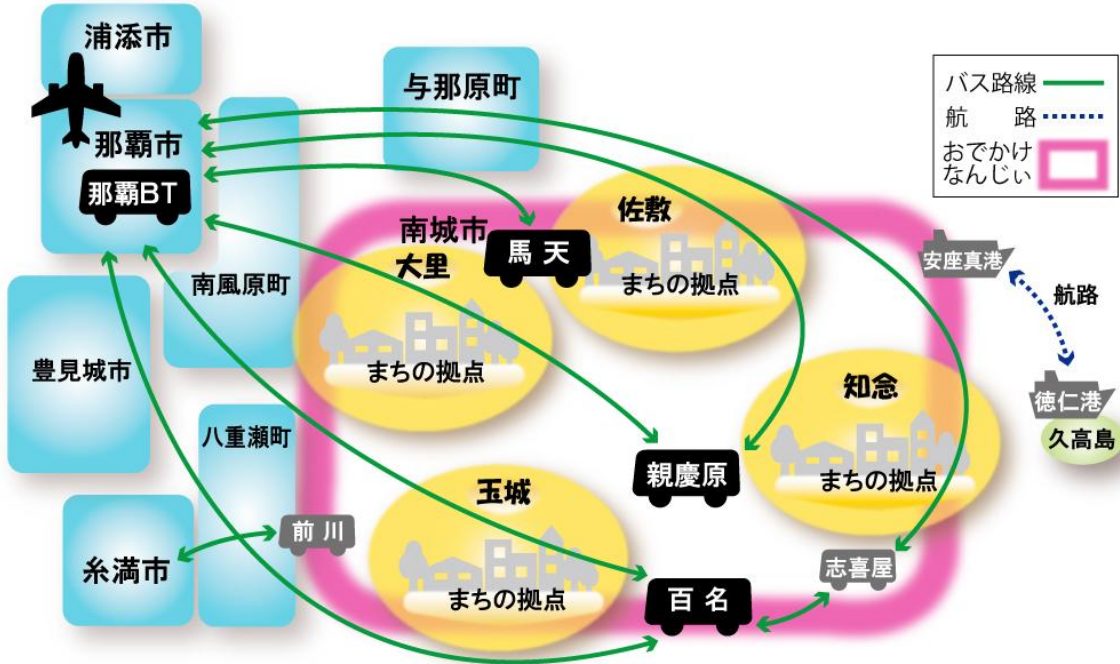 浦添市
与那原町
バス路線
航　　路
おでかけ
なんじぃ
那覇市
那覇BT
佐敷
南城市
馬天
大里
まちの拠点
安座真港
南風原町
航路
まちの拠点
豊見城市
知念
徳仁港
八重瀬町
久高島
親慶原
まちの拠点
玉城
前川
糸満市
志喜屋
まちの拠点
百名